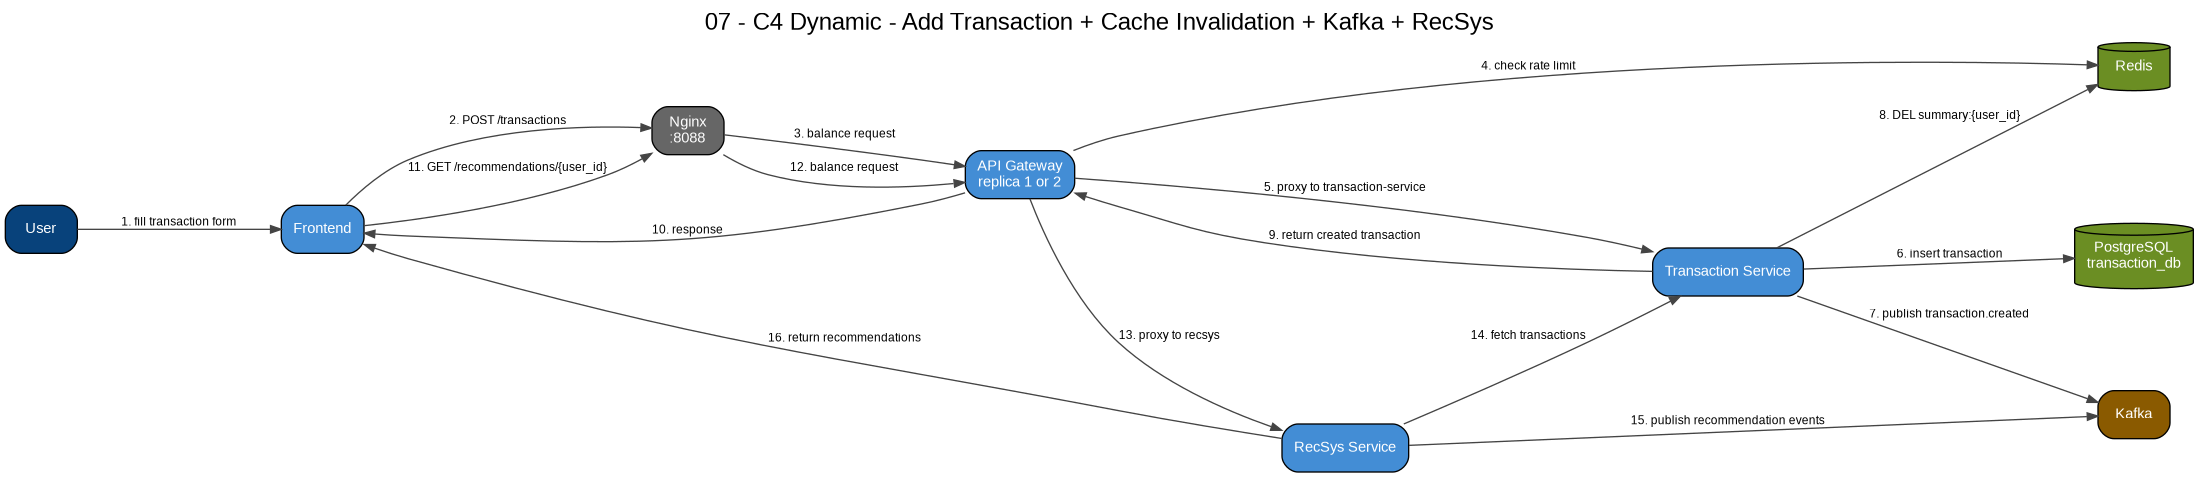 07 - C4 Dynamic - Add Transaction + Cache Invalidation + Kafka + RecSys
User
1. fill transaction form
Frontend
2. POST /transactions
11. GET /recommendations/{user_id}
Nginx
:8088
3. balance request
12. balance request
10. response
API Gateway
replica 1 or 2
4. check rate limit
5. proxy to transaction-service
9. return created transaction
13. proxy to recsys
16. return recommendations
RecSys Service
14. fetch transactions
15. publish recommendation events
Transaction Service
8. DEL summary:{user_id}
6. insert transaction
7. publish transaction.created
Redis
PostgreSQL
transaction_db
Kafka